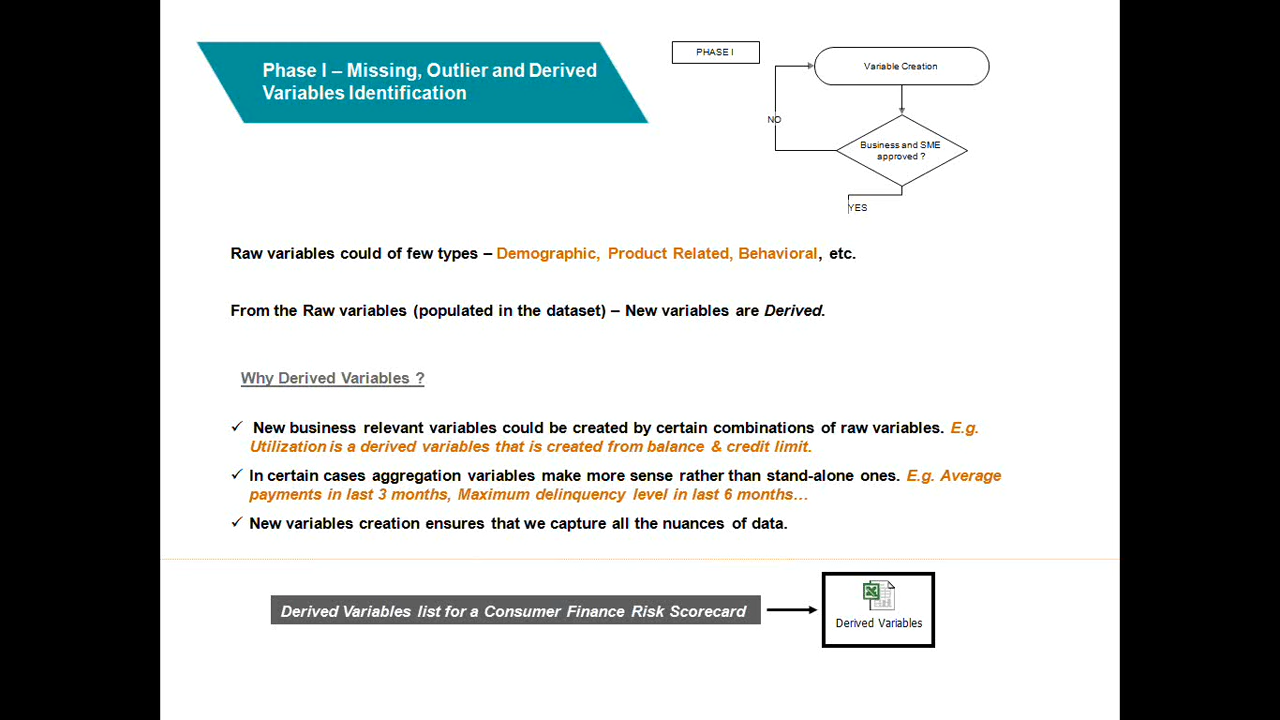 Phase I – Missing, Outlier and Derived
Variables Identification
PHASE I
Variable Creation
NO
Business and SME
approved ?
YES
Raw variables could of few types – Demographic, Product Related, Behavioral, etc.
From the Raw variables (populated in the dataset) – New variables are Derived.
Why Derived Variables ?
✓ New business relevant variables could be created by certain combinations of raw variables. E.g.
Utilization is a derived variables that is created from balance & credit limit.
✓ In certain cases aggregation variables make more sense rather than stand-alone ones. E.g. Average
payments in last 3 months, Maximum delinquency level in last 6 months…
✓ New variables creation ensures that we capture all the nuances of data.
Derived Variables list for a Consumer Finance Risk Scorecard
Derived Variables